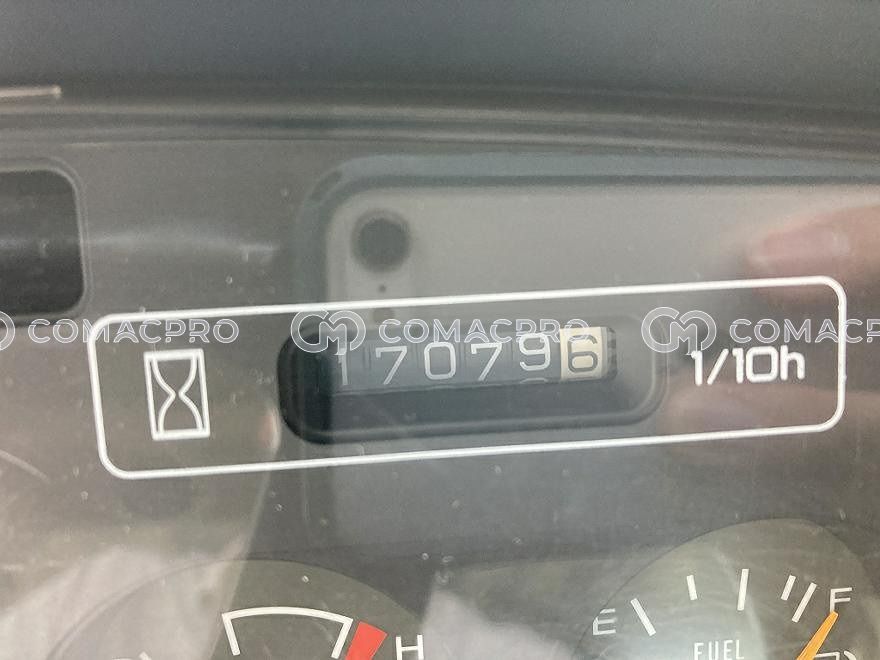 COMACPRO COMACPRO COMACPRO
170796 1/10h
H
E F
FUEL